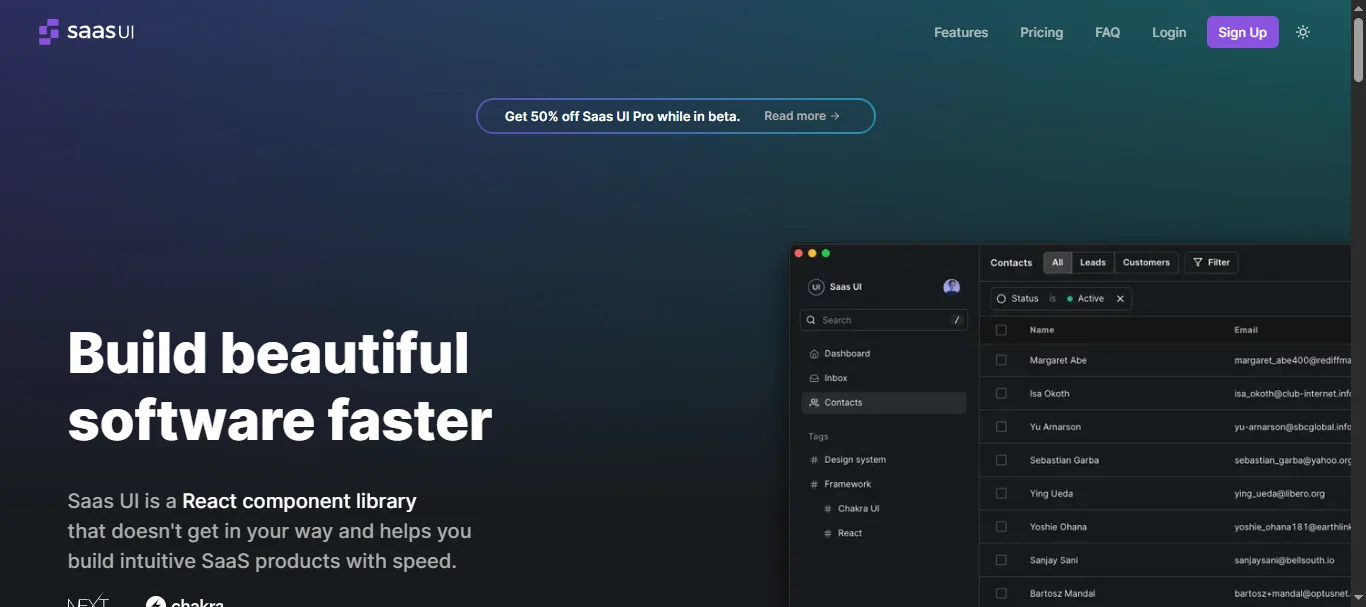 saasUI
Features Pricing FAQ Login Sign Up
Get 50% off Saas UI Pro while in beta. Read more →
Build beautiful
software faster
Saas UI is a React component library
that doesn't get in your way and helps you
build intuitive SaaS products with speed.
NEXT chakra
UI Saas UI
Search /
Dashboard
Inbox
Contacts
Tags
# Design system
# Framework
# Chakra UI
# React
Contacts All Leads Customers Filter
Status is Active ✕
Name Email
Margaret Abe margaret_abe400@rediffma
Isa Okoth isa_okoth@club-internet.info
Yu Arnarson yu-arnarson@sbcglobal.info
Sebastian Garba sebastian_garba@yahoo.org
Ying Ueda ying_ueda@libero.org
Yoshie Ohana yoshie_ohana181@earthlink
Sanjay Sani sanjaysani@bellsouth.io
Bartosz Mandal bartosz+mandal@optusnet.